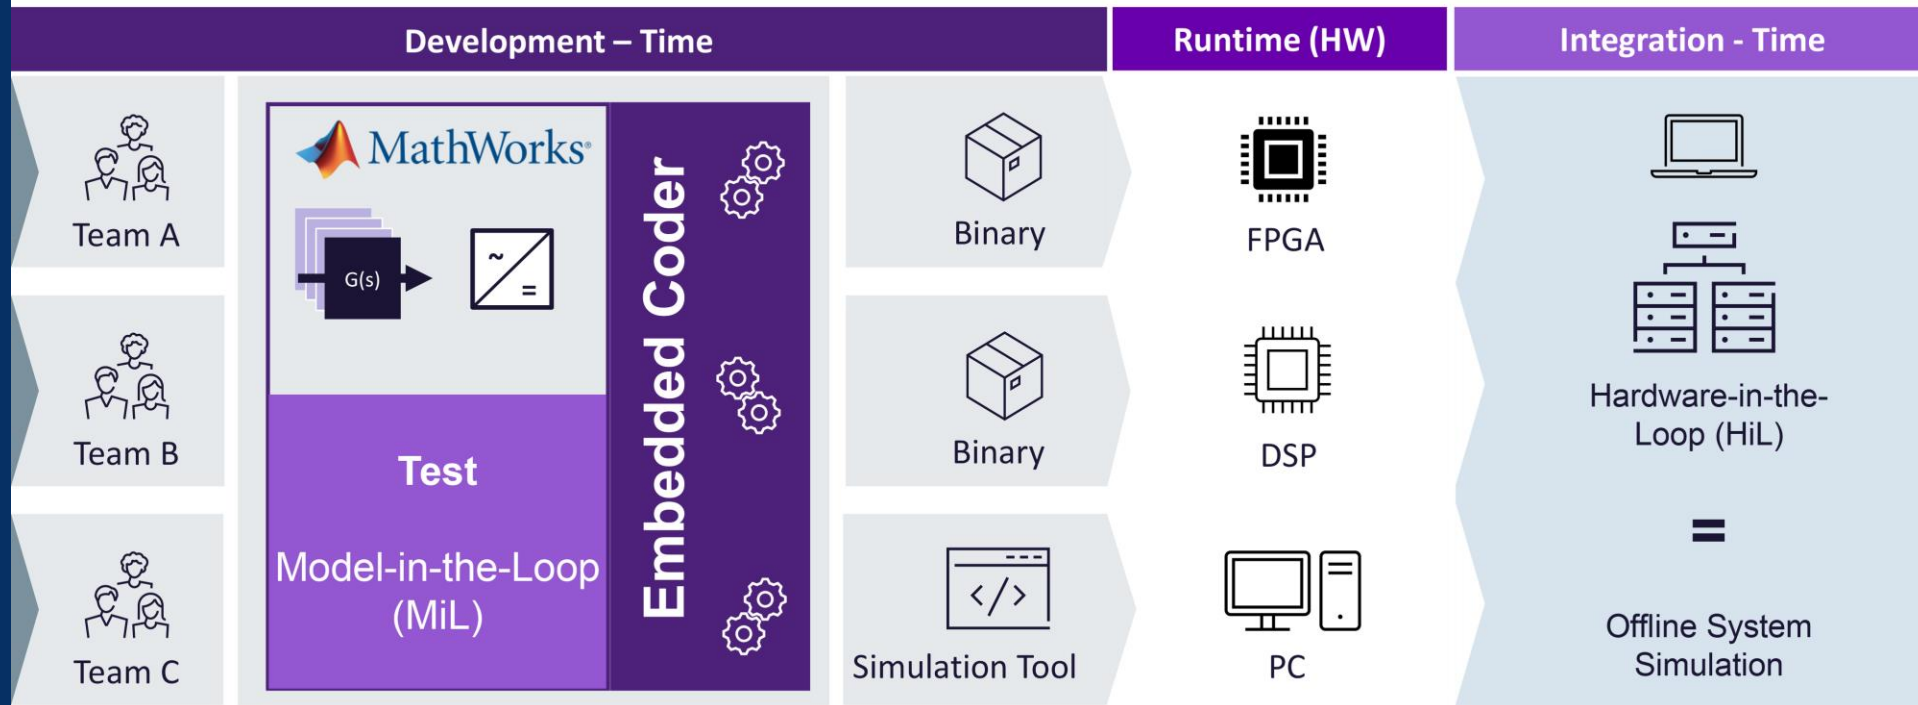 Development – Time
Runtime (HW)
Integration - Time
Team A
Team B
Team C
MathWorks®
G(s)
~
=
Test
Model-in-the-Loop
(MiL)
Embedded Coder
Binary
Binary
</>
Simulation Tool
FPGA
DSP
PC
Hardware-in-the-
Loop (HiL)
=
Offline System
Simulation